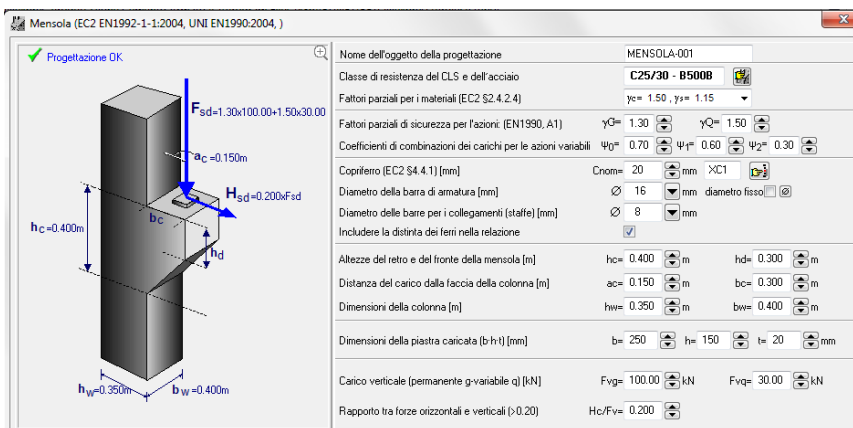 Mensola (EC2 EN1992-1-1:2004, UNI EN1990:2004, )
Progettazione OK
Fsd=1.30x100.00+1.50x30.00
ac=0.150m
Hsd=0.200xFsd
bc
hc=0.400m
hd
hw=0.350m
bw=0.400m
Nome dell'oggetto della progettazione MENSOLA-001
Classe di resistenza del CLS e dell'acciaio C25/30 - B500B
Fattori parziali per i materiali (EC2 §2.4.2.4) γc= 1.50 , γs= 1.15
Fattori parziali di sicurezza per l'azioni: (EN1990, A1) γG= 1.30 γQ= 1.50
Coefficienti di combinazioni dei carichi per le azioni variabili Ψ0= 0.70 Ψ1= 0.60 Ψ2= 0.30
Copriferro (EC2 §4.4.1) [mm] Cnom= 20 mm XC1
Diametro della barra di armatura [mm] Ø 16 mm diametro fisso Ø
Diametro delle barre per i collegamenti (staffe) [mm] Ø 8 mm
Includere la distinta dei ferri nella relazione
Altezze del retro e del fronte della mensola [m] hc= 0.400 m hd= 0.300 m
Distanza del carico dalla faccia della colonna [m] ac= 0.150 m bc= 0.300 m
Dimensioni della colonna [m] hw= 0.350 m bw= 0.400 m
Dimensioni della piastra caricata (b·h·t) [mm] b= 250 h= 150 t= 20 mm
Carico verticale (permanente g-variabile q) [kN] Fvg= 100.00 kN Fvq= 30.00 kN
Rapporto tra forze orizzontali e verticali (>0.20) Hc/Fv= 0.200